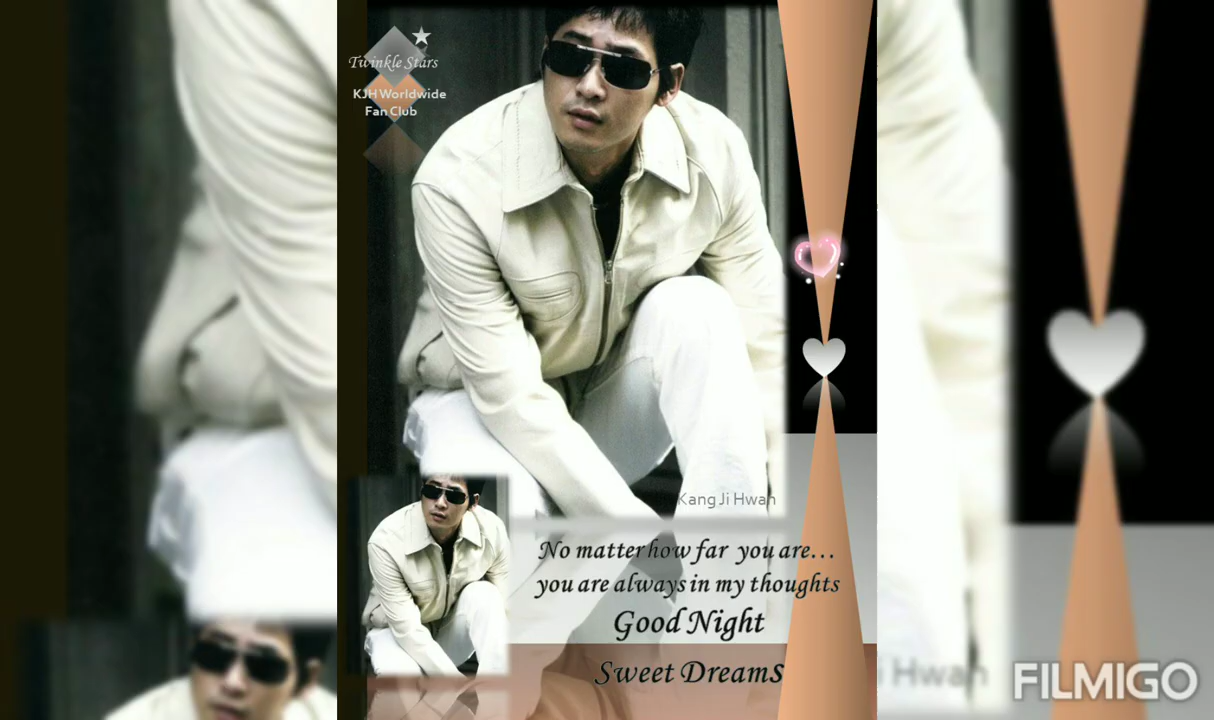 Twinkle Stars
KJH Worldwide
Fan Club
Kang Ji Hwan
No matter how far you are...
you are always in my thoughts
Good Night
Sweet Dreams
i Hwan
FILMIGO